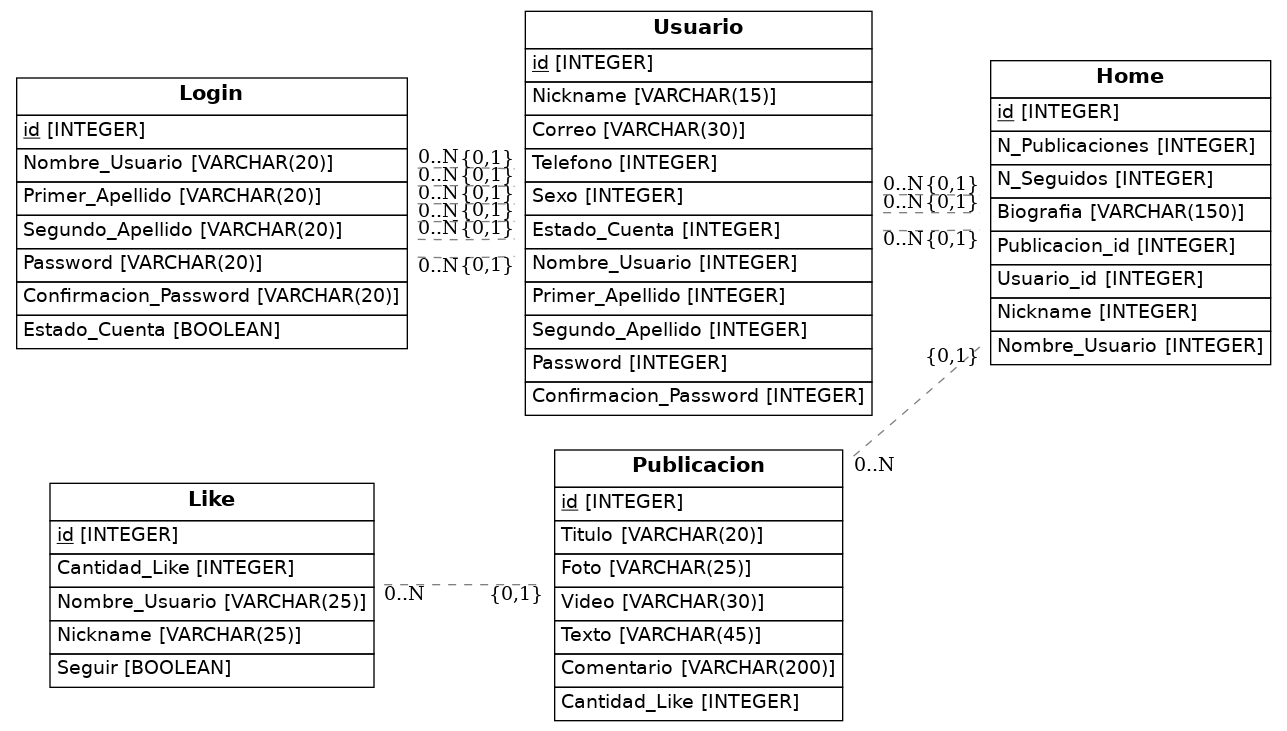 Login
id [INTEGER]
Nombre_Usuario [VARCHAR(20)]
Primer_Apellido [VARCHAR(20)]
Segundo_Apellido [VARCHAR(20)]
Password [VARCHAR(20)]
Confirmacion_Password [VARCHAR(20)]
Estado_Cuenta [BOOLEAN]
0..N {0,1}
0..N {0,1}
0..N {0,1}
0..N {0,1}
0..N {0,1}
0..N {0,1}
Usuario
id [INTEGER]
Nickname [VARCHAR(15)]
Correo [VARCHAR(30)]
Telefono [INTEGER]
Sexo [INTEGER]
Estado_Cuenta [INTEGER]
Nombre_Usuario [INTEGER]
Primer_Apellido [INTEGER]
Segundo_Apellido [INTEGER]
Password [INTEGER]
Confirmacion_Password [INTEGER]
0..N {0,1}
0..N {0,1}
0..N {0,1}
Home
id [INTEGER]
N_Publicaciones [INTEGER]
N_Seguidos [INTEGER]
Biografia [VARCHAR(150)]
Publicacion_id [INTEGER]
Usuario_id [INTEGER]
Nickname [INTEGER]
Nombre_Usuario [INTEGER]
{0,1}
0..N
Like
id [INTEGER]
Cantidad_Like [INTEGER]
Nombre_Usuario [VARCHAR(25)]
Nickname [VARCHAR(25)]
Seguir [BOOLEAN]
0..N {0,1}
Publicacion
id [INTEGER]
Titulo [VARCHAR(20)]
Foto [VARCHAR(25)]
Video [VARCHAR(30)]
Texto [VARCHAR(45)]
Comentario [VARCHAR(200)]
Cantidad_Like [INTEGER]